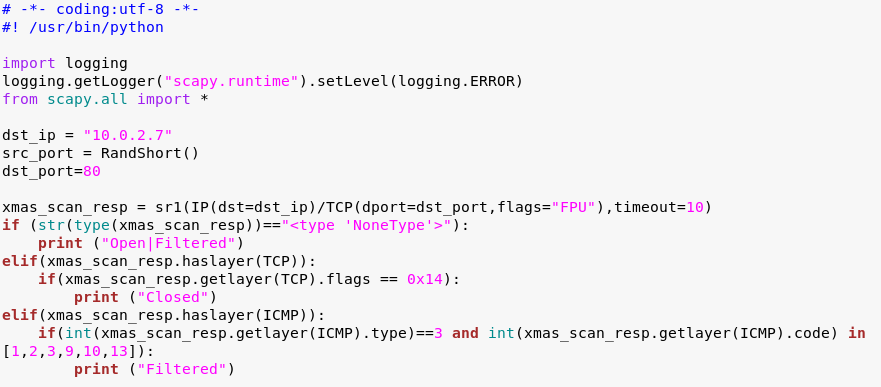 # -*- coding:utf-8 -*-
#! /usr/bin/python

import logging
logging.getLogger("scapy.runtime").setLevel(logging.ERROR)
from scapy.all import *

dst_ip = "10.0.2.7"
src_port = RandShort()
dst_port=80

xmas_scan_resp = sr1(IP(dst=dst_ip)/TCP(dport=dst_port,flags="FPU"),timeout=10)
if (str(type(xmas_scan_resp))=="<type 'NoneType'>"):
    print ("Open|Filtered")
elif(xmas_scan_resp.haslayer(TCP)):
    if(xmas_scan_resp.getlayer(TCP).flags == 0x14):
        print ("Closed")
elif(xmas_scan_resp.haslayer(ICMP)):
    if(int(xmas_scan_resp.getlayer(ICMP).type)==3 and int(xmas_scan_resp.getlayer(ICMP).code) in
[1,2,3,9,10,13]):
        print ("Filtered")